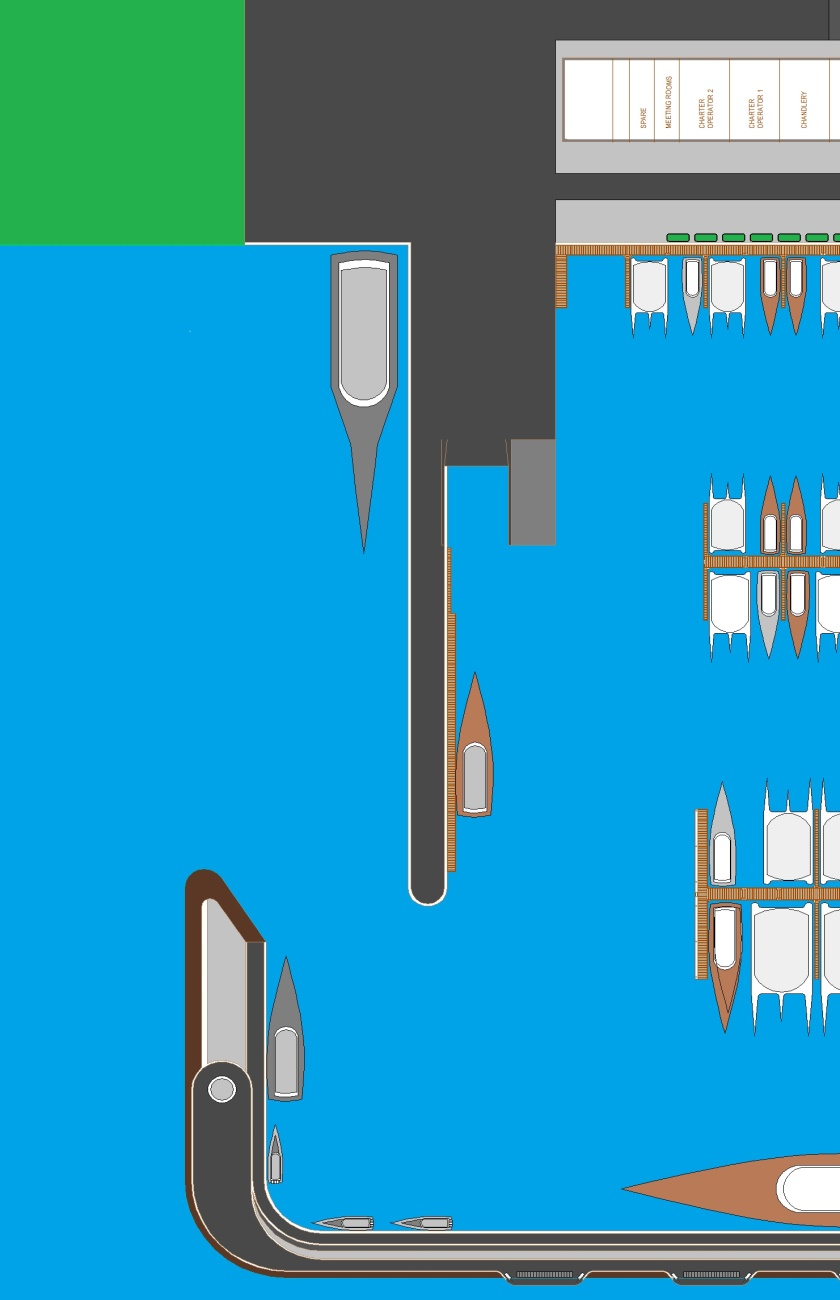 SPARE
MEETING ROOMS
CHARTER
OPERATOR 2
CHARTER
OPERATOR 1
CHANDLERY